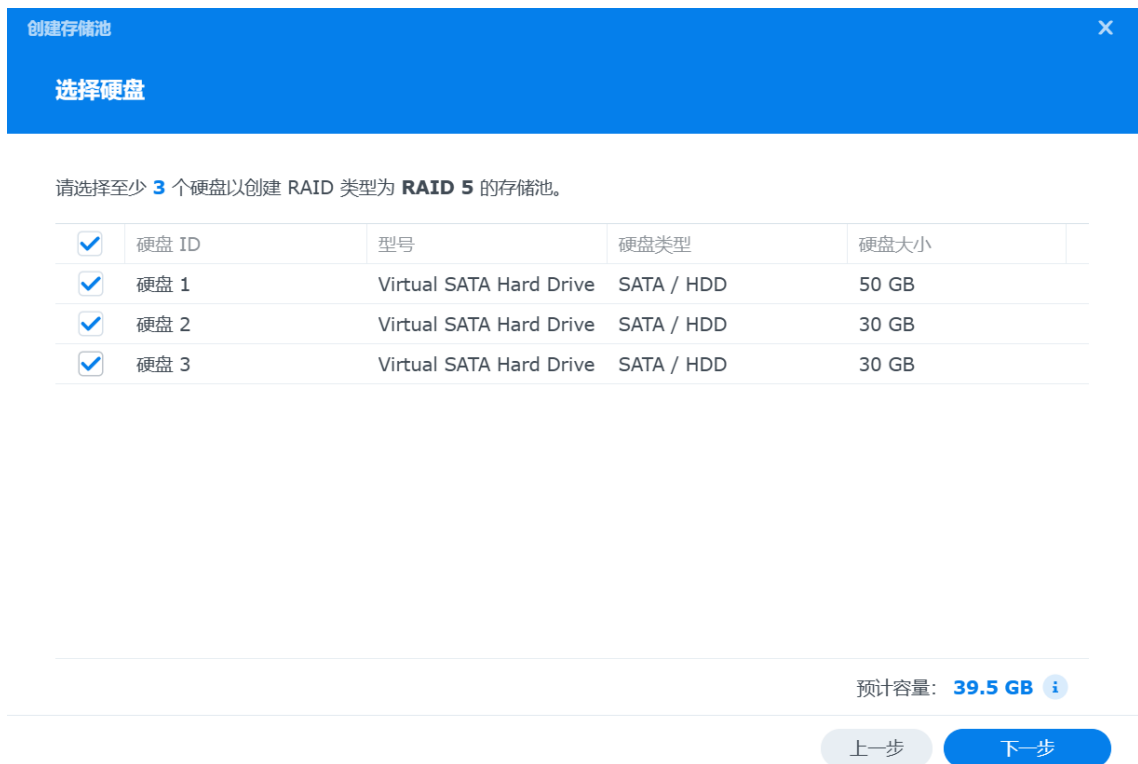 创建存储池
选择硬盘
请选择至少 3 个硬盘以创建 RAID 类型为 RAID 5 的存储池。
硬盘 ID 型号 硬盘类型 硬盘大小
硬盘 1 Virtual SATA Hard Drive SATA / HDD 50 GB
硬盘 2 Virtual SATA Hard Drive SATA / HDD 30 GB
硬盘 3 Virtual SATA Hard Drive SATA / HDD 30 GB
预计容量: 39.5 GB i
上一步 下一步